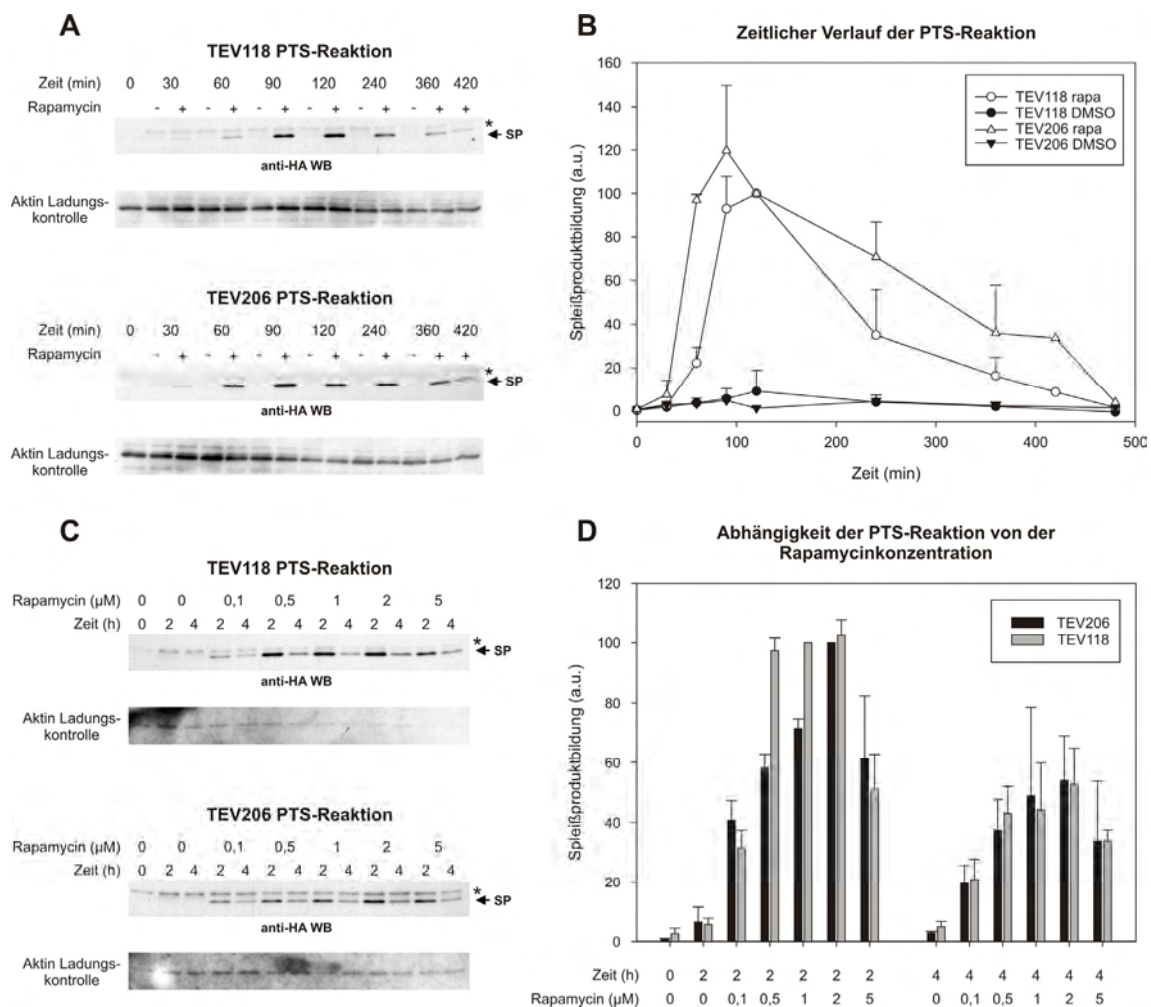 A
TEV118 PTS-Reaktion
Zeit (min) 0 30 60 90 120 240 360 420
Rapamycin - + - + - + - + - + - + +
*
SP
anti-HA WB
Aktin Ladungs-
kontrolle
TEV206 PTS-Reaktion
Zeit (min) 0 30 60 90 120 240 360 420
Rapamycin - + - + - + - + - + - + +
*
SP
anti-HA WB
Aktin Ladungs-
kontrolle
B
Zeitlicher Verlauf der PTS-Reaktion
160
140
120
100
80
60
40
20
0
Spleißproduktbildung (a.u.)
TEV118 rapa
TEV118 DMSO
TEV206 rapa
TEV206 DMSO
0 100 200 300 400 500
Zeit (min)
C
TEV118 PTS-Reaktion
Rapamycin (µM) 0 0 0,1 0,5 1 2 5
Zeit (h) 0 2 4 2 4 2 4 2 4 2 4 2 4
*
SP
anti-HA WB
Aktin Ladungs-
kontrolle
TEV206 PTS-Reaktion
Rapamycin (µM) 0 0 0,1 0,5 1 2 5
Zeit (h) 0 2 4 2 4 2 4 2 4 2 4 2 4
*
SP
anti-HA WB
Aktin Ladungs-
kontrolle
D
Abhängigkeit der PTS-Reaktion von der
Rapamycinkonzentration
120
100
80
60
40
20
0
Spleißproduktbildung (a.u.)
TEV206
TEV118
Zeit (h) 0 2 2 2 2 2 2 4 4 4 4 4 4
Rapamycin (µM) 0 0 0,1 0,5 1 2 5 0 0,1 0,5 1 2 5